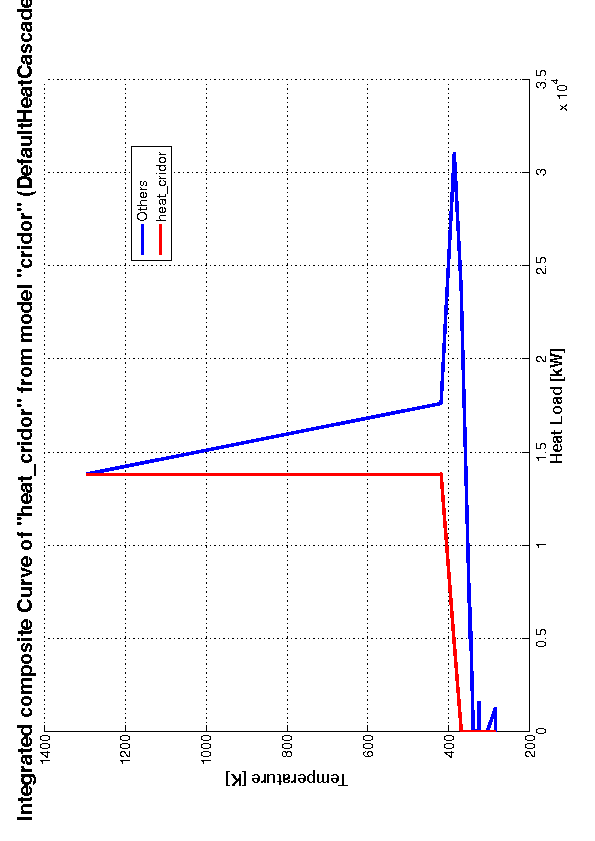 Integrated composite Curve of "heat_cridor" from model "cridor" (DefaultHeatCascade
1400
1200
1000
800
600
400
200
Temperature [K]
Others
heat_cridor
0
0.5
1
1.5
2
2.5
3
3.5
x 10^4
Heat Load [kW]